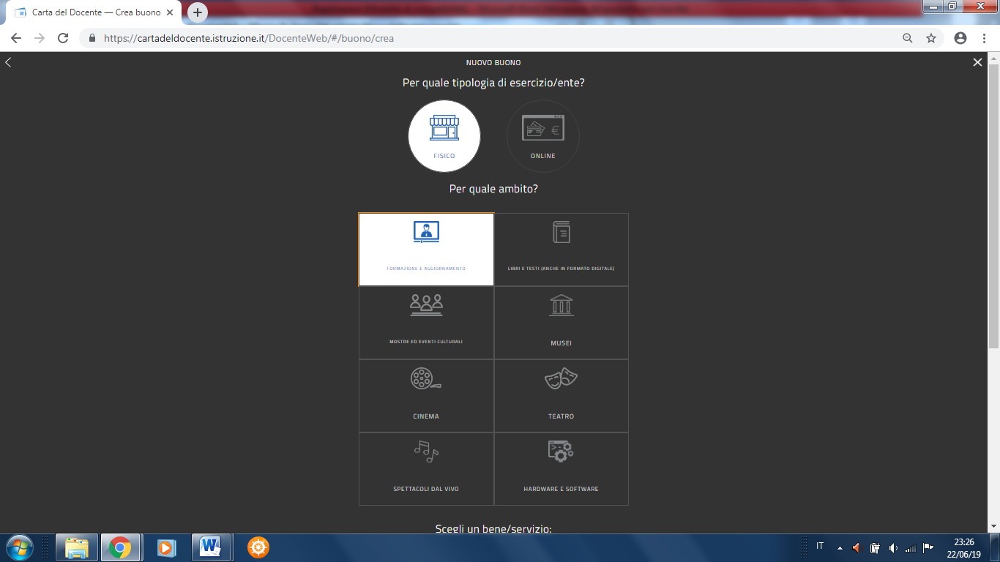 Carta del Docente — Crea buono
https://cartadeldocente.istruzione.it/DocenteWeb/#/buono/crea
NUOVO BUONO
Per quale tipologia di esercizio/ente?
FISICO
ONLINE
Per quale ambito?
FORMAZIONE E AGGIORNAMENTO
LIBRI E TESTI (ANCHE IN FORMATO DIGITALE)
MOSTRE ED EVENTI CULTURALI
MUSEI
CINEMA
TEATRO
SPETTACOLI DAL VIVO
HARDWARE E SOFTWARE
Scegli un bene/servizio:
IT
23:26
22/06/19